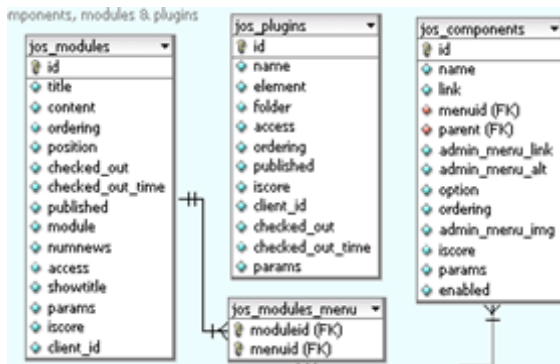 mponents, modules & plugins
jos_modules
id
title
content
ordering
position
checked_out
checked_out_time
published
module
numnews
access
showtitle
params
iscore
client_id
jos_plugins
id
name
element
folder
access
ordering
published
iscore
client_id
checked_out
checked_out_time
params
jos_modules_menu
moduleid (FK)
menuid (FK)
jos_components
id
name
link
menuid (FK)
parent (FK)
admin_menu_link
admin_menu_alt
option
ordering
admin_menu_img
iscore
params
enabled